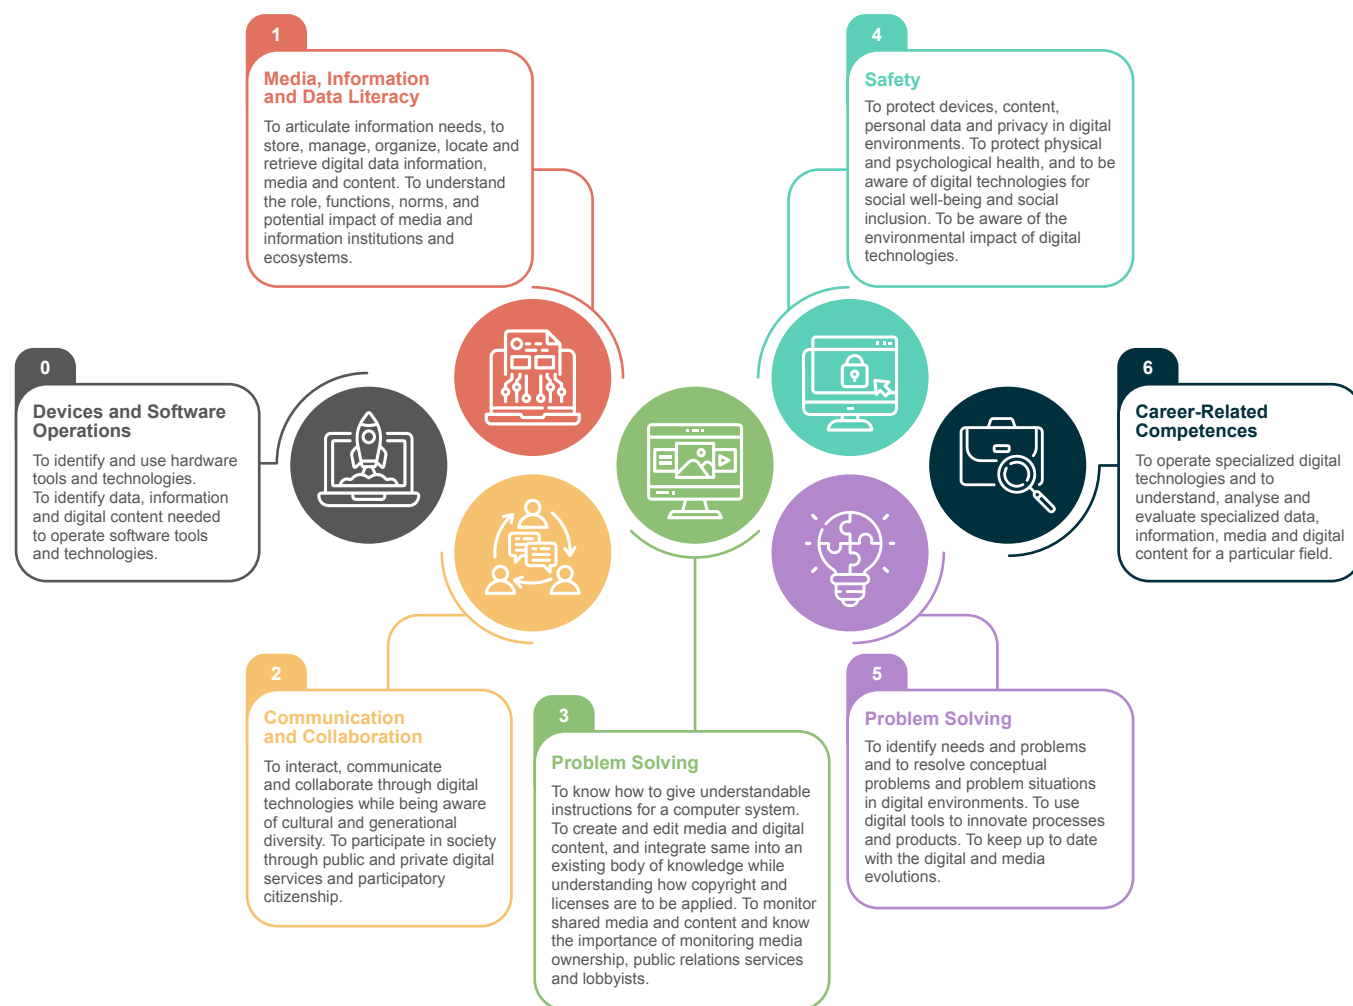 0
Devices and Software
Operations
To identify and use hardware
tools and technologies.
To identify data, information
and digital content needed
to operate software tools
and technologies.
1
Media, Information
and Data Literacy
To articulate information needs, to
store, manage, organize, locate and
retrieve digital data information,
media and content. To understand
the role, functions, norms, and
potential impact of media and
information institutions and
ecosystems.
2
Communication
and Collaboration
To interact, communicate
and collaborate through digital
technologies while being aware
of cultural and generational
diversity. To participate in society
through public and private digital
services and participatory
citizenship.
3
Problem Solving
To know how to give understandable
instructions for a computer system.
To create and edit media and digital
content, and integrate same into an
existing body of knowledge while
understanding how copyright and
licenses are to be applied. To monitor
shared media and content and know
the importance of monitoring media
ownership, public relations services
and lobbyists.
4
Safety
To protect devices, content,
personal data and privacy in digital
environments. To protect physical
and psychological health, and to be
aware of digital technologies for
social well-being and social
inclusion. To be aware of the
environmental impact of digital
technologies.
5
Problem Solving
To identify needs and problems
and to resolve conceptual
problems and problem situations
in digital environments. To use
digital tools to innovate processes
and products. To keep up to date
with the digital and media
evolutions.
6
Career-Related
Competences
To operate specialized digital
technologies and to
understand, analyse and
evaluate specialized data,
information, media and digital
content for a particular field.